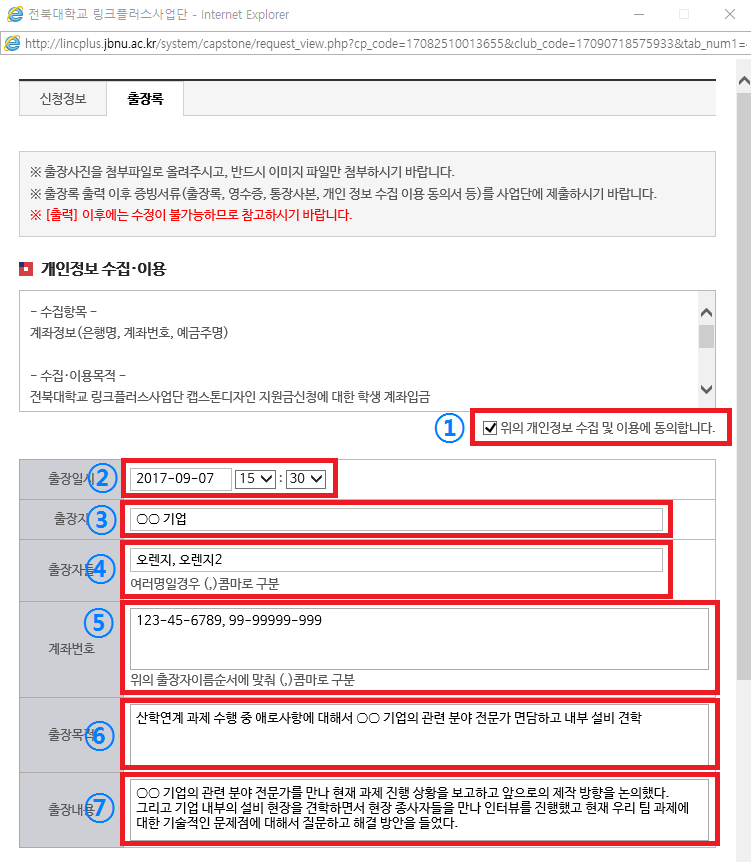 전북대학교 링크플러스사업단 - Internet Explorer
http://lincplus.jbnu.ac.kr/system/capstone/request_view.php?cp_code=17082510013655&club_code=17090718575933&tab_num1=
신청정보 출장록
※ 출장사진을 첨부파일로 올려주시고, 반드시 이미지 파일만 첨부하시기 바랍니다.
※ 출장록 출력 이후 증빙서류(출장록, 영수증, 통장사본, 개인 정보 수집 이용 동의서 등)를 사업단에 제출하시기 바랍니다.
※ [출력] 이후에는 수정이 불가능하므로 참고하시기 바랍니다.
개인정보 수집·이용
- 수집항목 -
계좌정보(은행명, 계좌번호, 예금주명)
- 수집·이용목적 -
전북대학교 링크플러스사업단 캡스톤디자인 지원금신청에 대한 학생 계좌입금
① 위의 개인정보 수집 및 이용에 동의합니다.
출장일시 ② 2017-09-07 15 : 30
출장지 ③ ○○ 기업
출장자들 ④ 오렌지, 오렌지2
여러명일경우 (,)콤마로 구분
계좌번호 ⑤ 123-45-6789, 99-99999-999
위의 출장자이름순서에 맞춰 (,)콤마로 구분
출장목적 ⑥ 산학연계 과제 수행 중 애로사항에 대해서 ○○ 기업의 관련 분야 전문가 면담하고 내부 설비 견학
출장내용 ⑦ ○○ 기업의 관련 분야 전문가를 만나 현재 과제 진행 상황을 보고하고 앞으로의 제작 방향을 논의했다.
그리고 기업 내부의 설비 현장을 견학하면서 현장 종사자들을 만나 인터뷰를 진행했고 현재 우리 팀 과제에
대한 기술적인 문제점에 대해서 질문하고 해결 방안을 들었다.